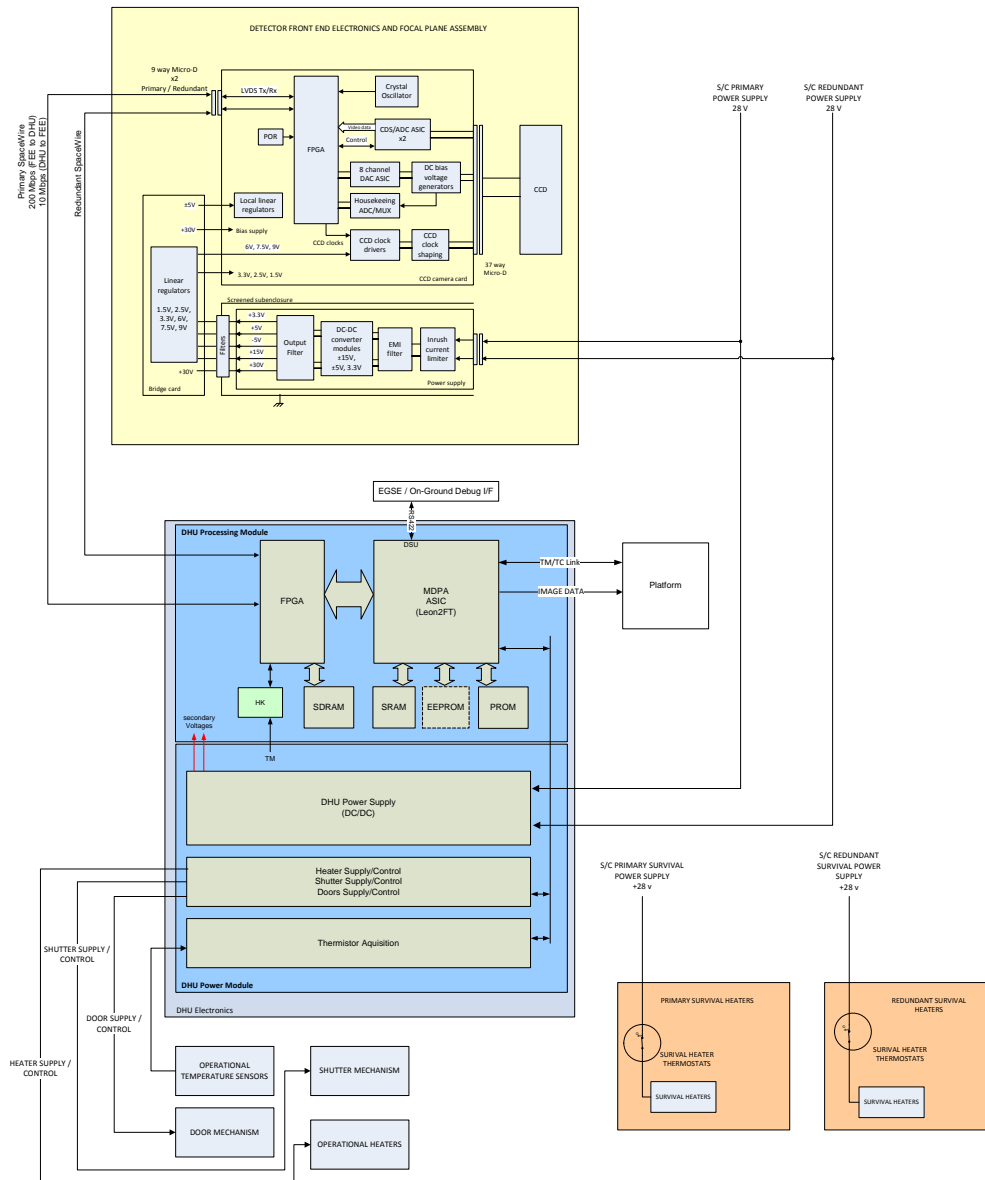 DETECTOR FRONT END ELECTRONICS AND FOCAL PLANE ASSEMBLY
9 way Micro-D
x2
Primary / Redundant
LVDS Tx/Rx
FPGA
Crystal
Oscillator
Video data
CDS/ADC ASIC
x2
Control
POR
8 channel
DAC ASIC
DC bias
voltage
generators
Housekeeing
ADC/MUX
CCD
±5V
Local linear
regulators
+30V
Bias supply
CCD clocks
6V, 7.5V, 9V
CCD clock
drivers
CCD
clock
shaping
37 way
Micro-D
3.3V, 2.5V, 1.5V
CCD camera card
Linear
regulators
1.5V, 2.5V,
3.3V, 6V,
7.5V, 9V
+30V
Bridge card
Screened subenclosure
Filters
+3.3V
+5V
-5V
+15V
+30V
Output
Filter
DC-DC
converter
modules
±15V,
±5V, 3.3V
EMI
filter
Inrush
current
limiter
Power supply
Primary SpaceWire
200 Mbps (FEE to DHU)
10 Mbps (DHU to FEE)
Redundant SpaceWire
S/C PRIMARY
POWER SUPPLY
28 V
S/C REDUNDANT
POWER SUPPLY
28 V
EGSE / On-Ground Debug I/F
RS422
DHU Processing Module
DSU
FPGA
MDPA
ASIC
(Leon2FT)
TM/TC Link
IMAGE DATA
Platform
HK
SDRAM
SRAM
EEPROM
PROM
secondary
Voltages
TM
DHU Power Supply
(DC/DC)
Heater Supply/Control
Shutter Supply/Control
Doors Supply/Control
Thermistor Aquisition
DHU Power Module
DHU Electronics
SHUTTER SUPPLY /
CONTROL
DOOR SUPPLY /
CONTROL
HEATER SUPPLY /
CONTROL
OPERATIONAL
TEMPERATURE SENSORS
SHUTTER MECHANISM
DOOR MECHANISM
OPERATIONAL HEATERS
S/C PRIMARY SURVIVAL
POWER SUPPLY
+28 v
S/C REDUNDANT
SURVIVAL POWER
SUPPLY
+28 v
PRIMARY SURVIVAL HEATERS
SURIVAL HEATER
THERMOSTATS
SURVIVAL HEATERS
REDUNDANT SURVIVAL
HEATERS
SURIVAL HEATER
THERMOSTATS
SURVIVAL HEATERS